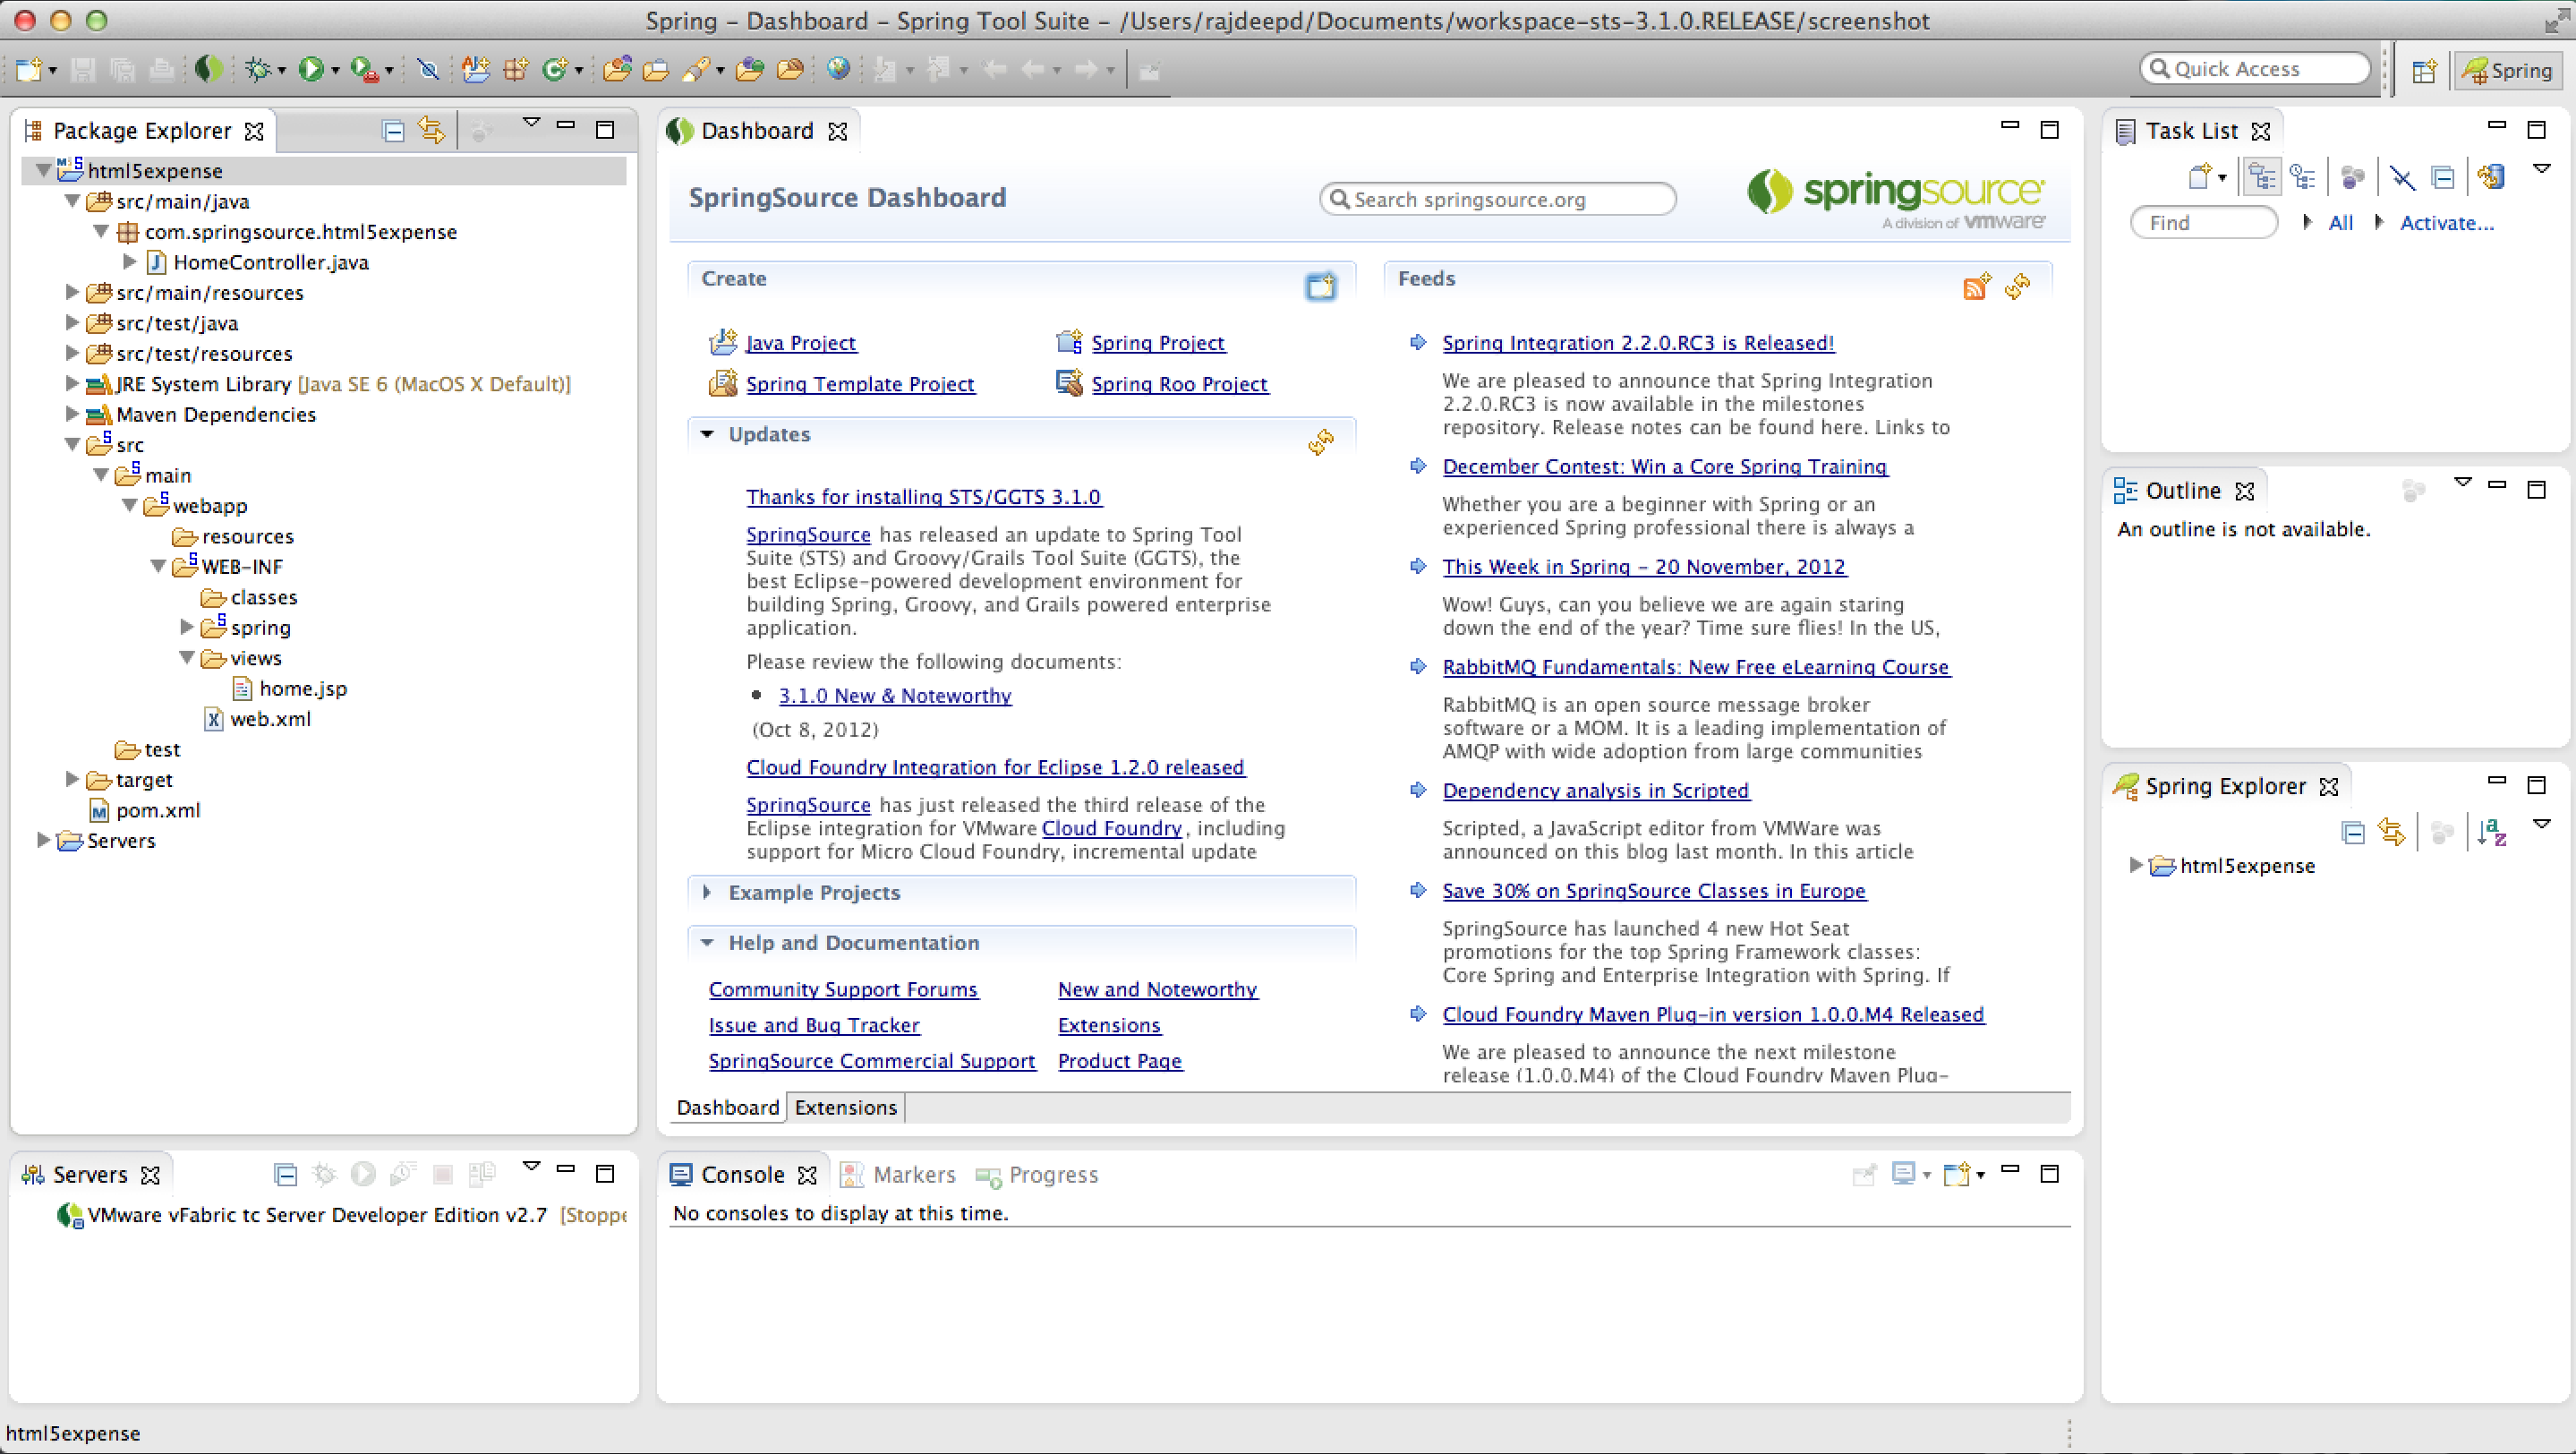 Spring – Dashboard – Spring Tool Suite – /Users/rajdeepd/Documents/workspace-sts-3.1.0.RELEASE/screenshot
Quick Access
Spring
Package Explorer
html5expense
src/main/java
com.springsource.html5expense
HomeController.java
src/main/resources
src/test/java
src/test/resources
JRE System Library [Java SE 6 (MacOS X Default)]
Maven Dependencies
src
main
webapp
resources
WEB-INF
classes
spring
views
home.jsp
web.xml
test
target
pom.xml
Servers
Dashboard
SpringSource Dashboard
Search springsource.org
springsource
A division of vmware
Create
Java Project
Spring Project
Spring Template Project
Spring Roo Project
Updates
Thanks for installing STS/GGTS 3.1.0
SpringSource has released an update to Spring Tool
Suite (STS) and Groovy/Grails Tool Suite (GGTS), the
best Eclipse-powered development environment for
building Spring, Groovy, and Grails powered enterprise
application.
Please review the following documents:
• 3.1.0 New & Noteworthy
(Oct 8, 2012)
Cloud Foundry Integration for Eclipse 1.2.0 released
SpringSource has just released the third release of the
Eclipse integration for VMware Cloud Foundry, including
support for Micro Cloud Foundry, incremental update
Example Projects
Help and Documentation
Community Support Forums
New and Noteworthy
Issue and Bug Tracker
Extensions
SpringSource Commercial Support
Product Page
Feeds
Spring Integration 2.2.0.RC3 is Released!
We are pleased to announce that Spring Integration
2.2.0.RC3 is now available in the milestones
repository. Release notes can be found here. Links to
December Contest: Win a Core Spring Training
Whether you are a beginner with Spring or an
experienced Spring professional there is always a
This Week in Spring – 20 November, 2012
Wow! Guys, can you believe we are again staring
down the end of the year? Time sure flies! In the US,
RabbitMQ Fundamentals: New Free eLearning Course
RabbitMQ is an open source message broker
software or a MOM. It is a leading implementation of
AMQP with wide adoption from large communities
Dependency analysis in Scripted
Scripted, a JavaScript editor from VMWare was
announced on this blog last month. In this article
Save 30% on SpringSource Classes in Europe
SpringSource has launched 4 new Hot Seat
promotions for the top Spring Framework classes:
Core Spring and Enterprise Integration with Spring. If
Cloud Foundry Maven Plug-in version 1.0.0.M4 Released
We are pleased to announce the next milestone
release (1.0.0.M4) of the Cloud Foundry Maven Plug-
Dashboard
Extensions
Task List
Find
All
Activate...
Outline
An outline is not available.
Spring Explorer
html5expense
Servers
VMware vFabric tc Server Developer Edition v2.7 [Stoppe
Console
Markers
Progress
No consoles to display at this time.
html5expense